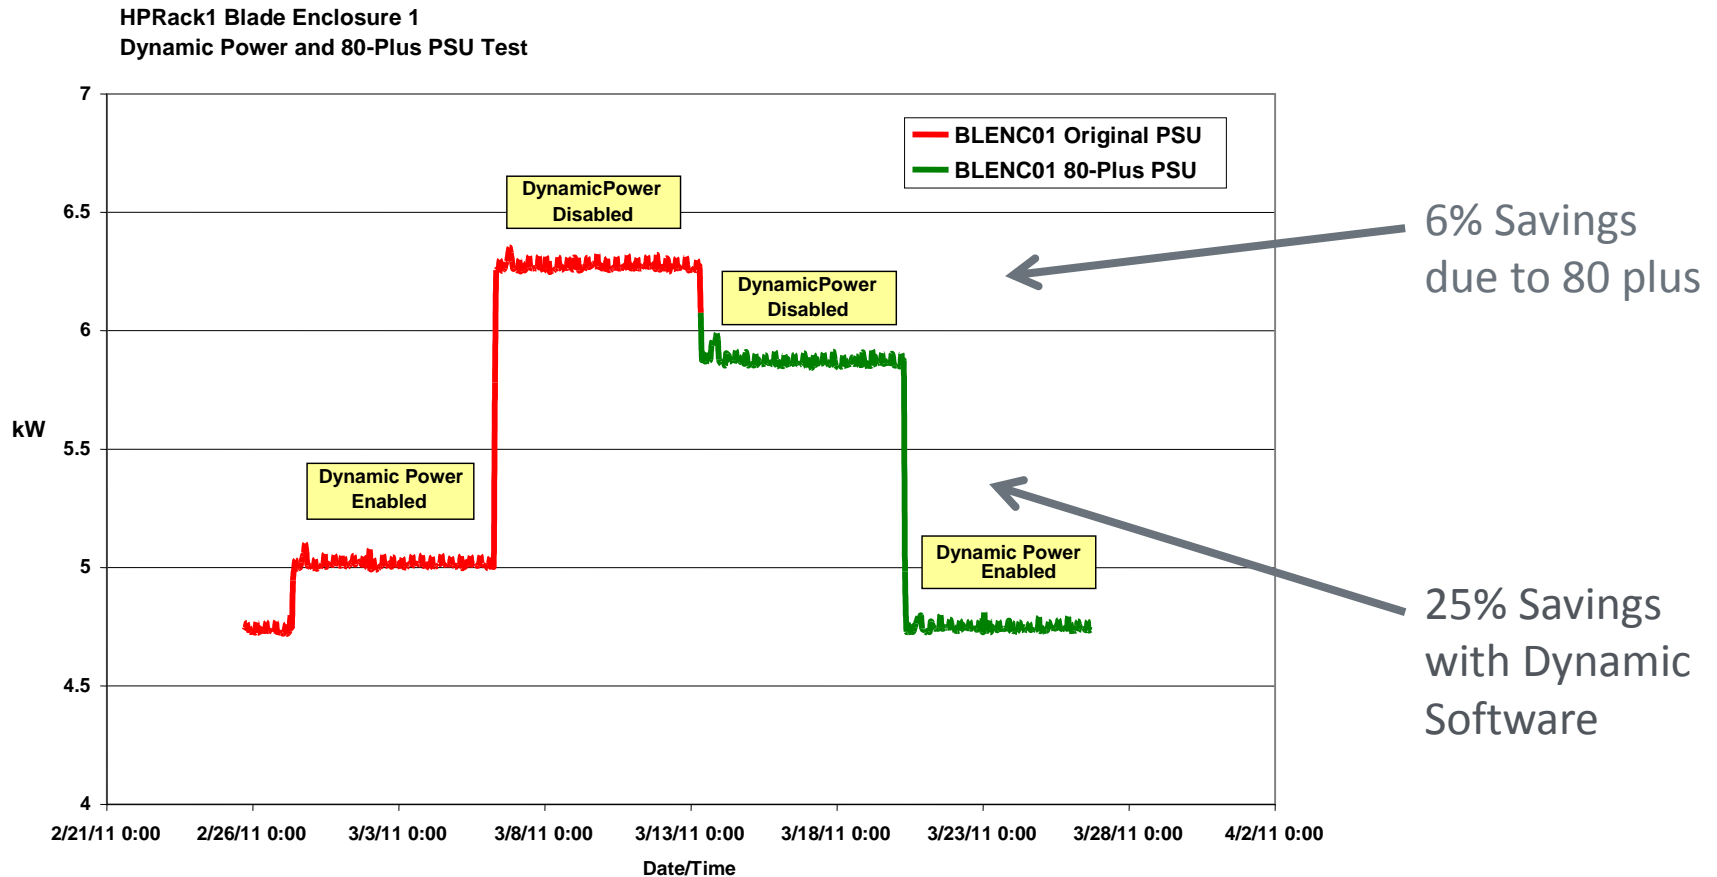 HPRack1 Blade Enclosure 1
Dynamic Power and 80-Plus PSU Test
7
6.5
6
5.5
5
4.5
4
kW
BLENC01 Original PSU
BLENC01 80-Plus PSU
DynamicPower
Disabled
DynamicPower
Disabled
Dynamic Power
Enabled
Dynamic Power
Enabled
6% Savings
due to 80 plus
25% Savings
with Dynamic
Software
2/21/11 0:00 2/26/11 0:00 3/3/11 0:00 3/8/11 0:00 3/13/11 0:00 3/18/11 0:00 3/23/11 0:00 3/28/11 0:00 4/2/11 0:00
Date/Time